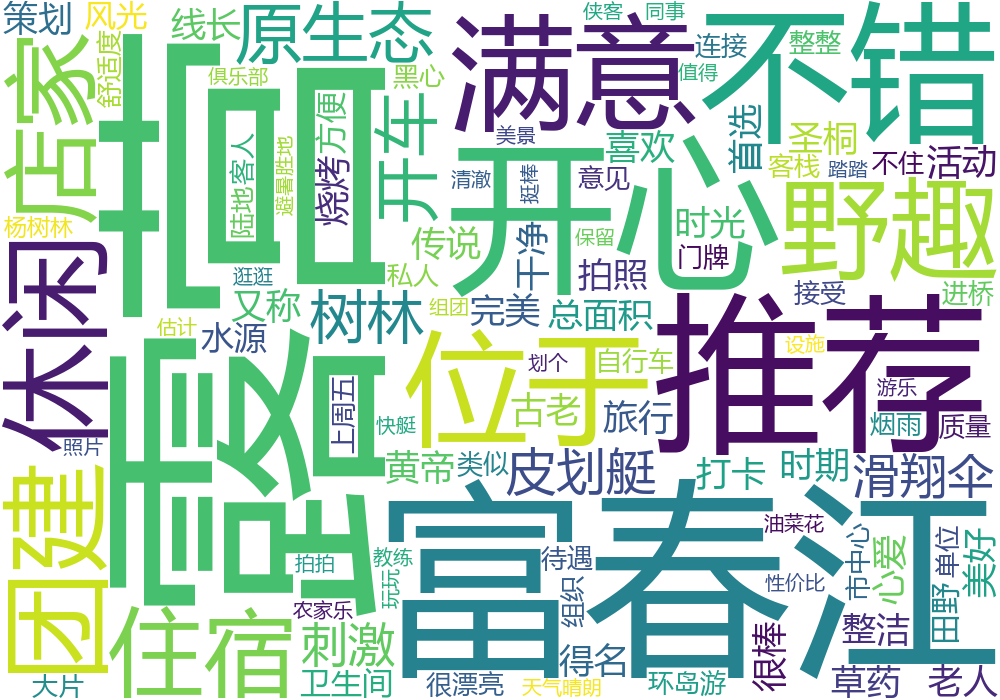 策划
风光
线长
原生态
满意
侠客
同事
不错
连接
整整
值得
店家
舒适度
俱乐部
黑心
露营
方便
开车
烧烤
陆地客人
避暑胜地
美景
开心
喜欢
首选
圣桐
客栈
踏踏
不住
活动
清澈
挺棒
意见
野趣
杨树林
传说
干净
保留
时光
门牌
休闲
逛逛
私人
拍照
接受
进桥
又称
树林
组团
完美
总面积
估计
水源
位于
划个
自行车
推荐
设施
上周五
快艇
古老
旅行
游乐
烟雨
质量
照片
黄帝
类似
皮划艇
打卡
时期
滑翔伞
团建
富春江
油菜花
拍拍
教练
待遇
市中心
心爱
单位
美好
玩玩
组织
性价比
农家乐
田野
住宿
刺激
得名
很棒
整洁
大片
卫生间
很漂亮
天气晴朗
环岛游
草药
老人